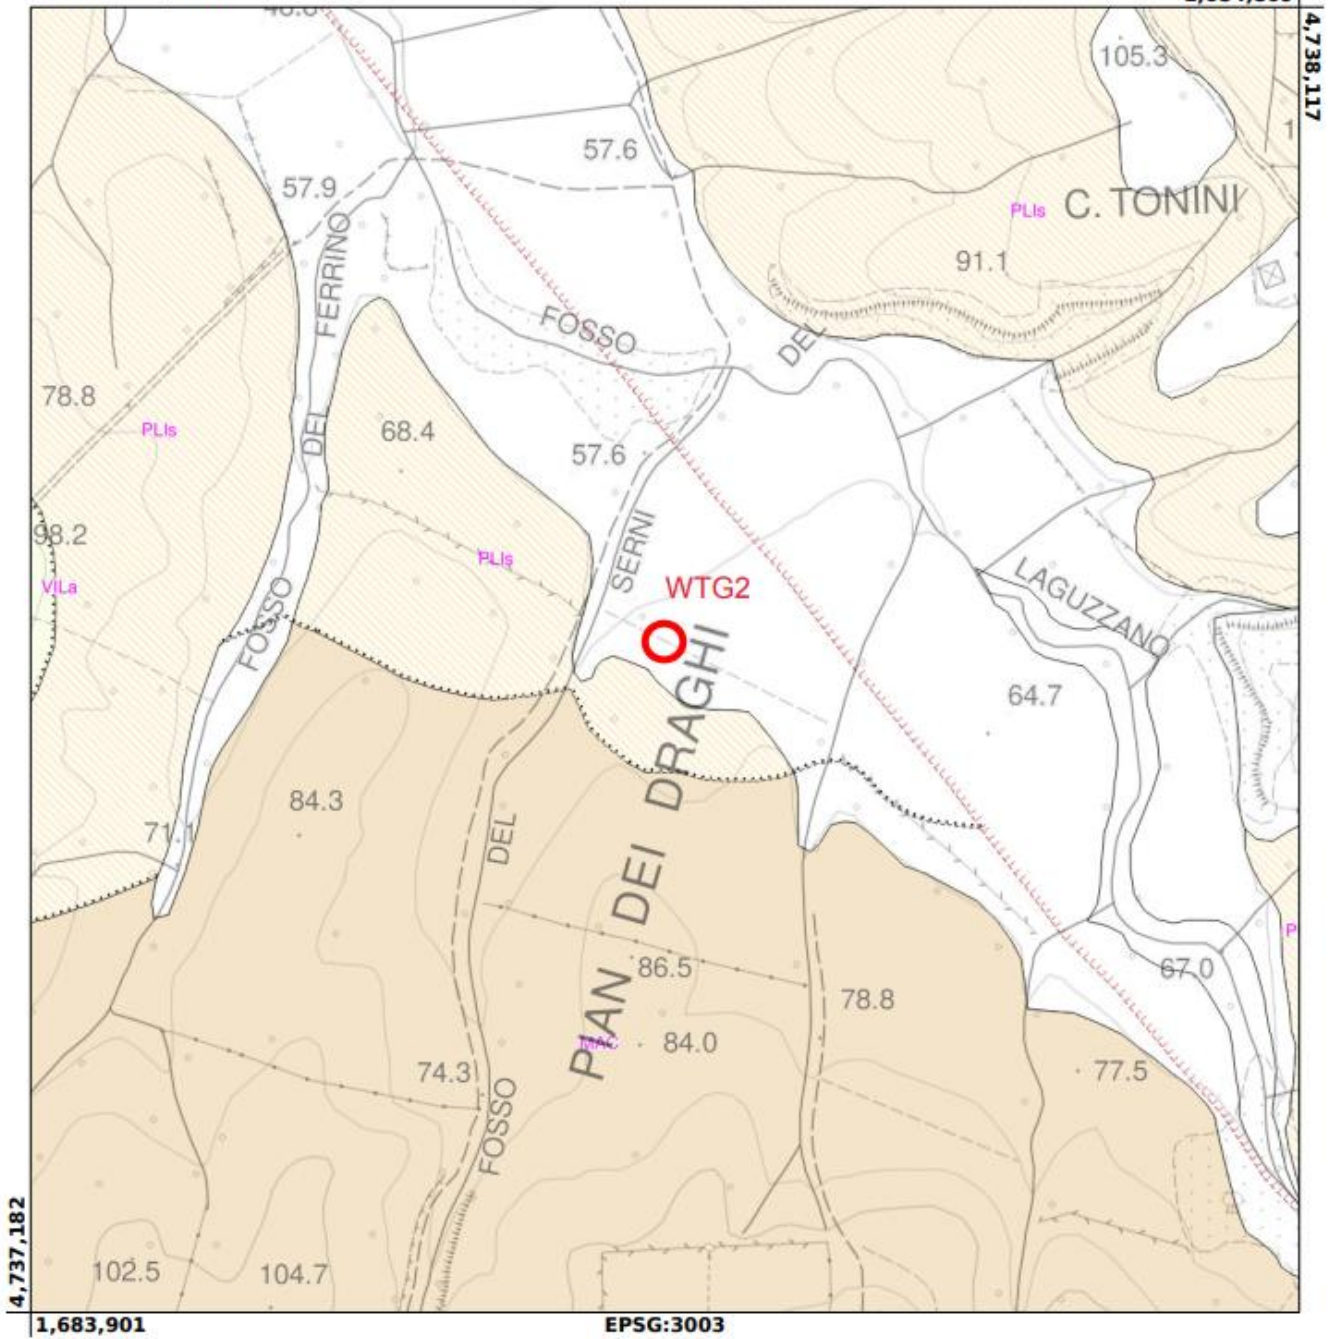 4,738,117
105.3
57.6
57.9
PLIs
C. TONINI
91.1
FOSSO DEL FERRINO
FOSSO
DEL
LAGUZZANO
78.8
PLIs
68.4
57.6
98.2
VILa
PLIs
SERNI
WTG2
64.7
84.3
71.1
DEL
PAN DEI DRAGHI
86.5
67.0
78.8
MAC
84.0
74.3
77.5
FOSSO
102.5
104.7
4,737,182
1,683,901
EPSG:3003